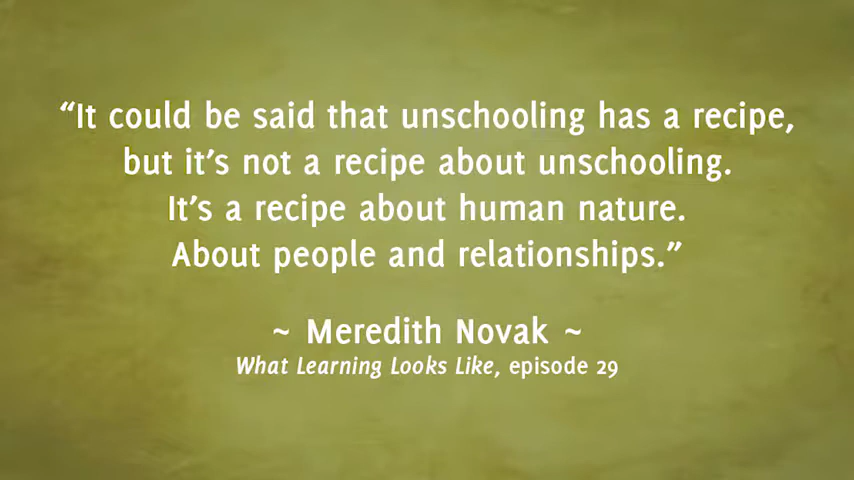 “It could be said that unschooling has a recipe,
but it’s not a recipe about unschooling.
It’s a recipe about human nature.
About people and relationships.”
~ Meredith Novak ~
What Learning Looks Like, episode 29